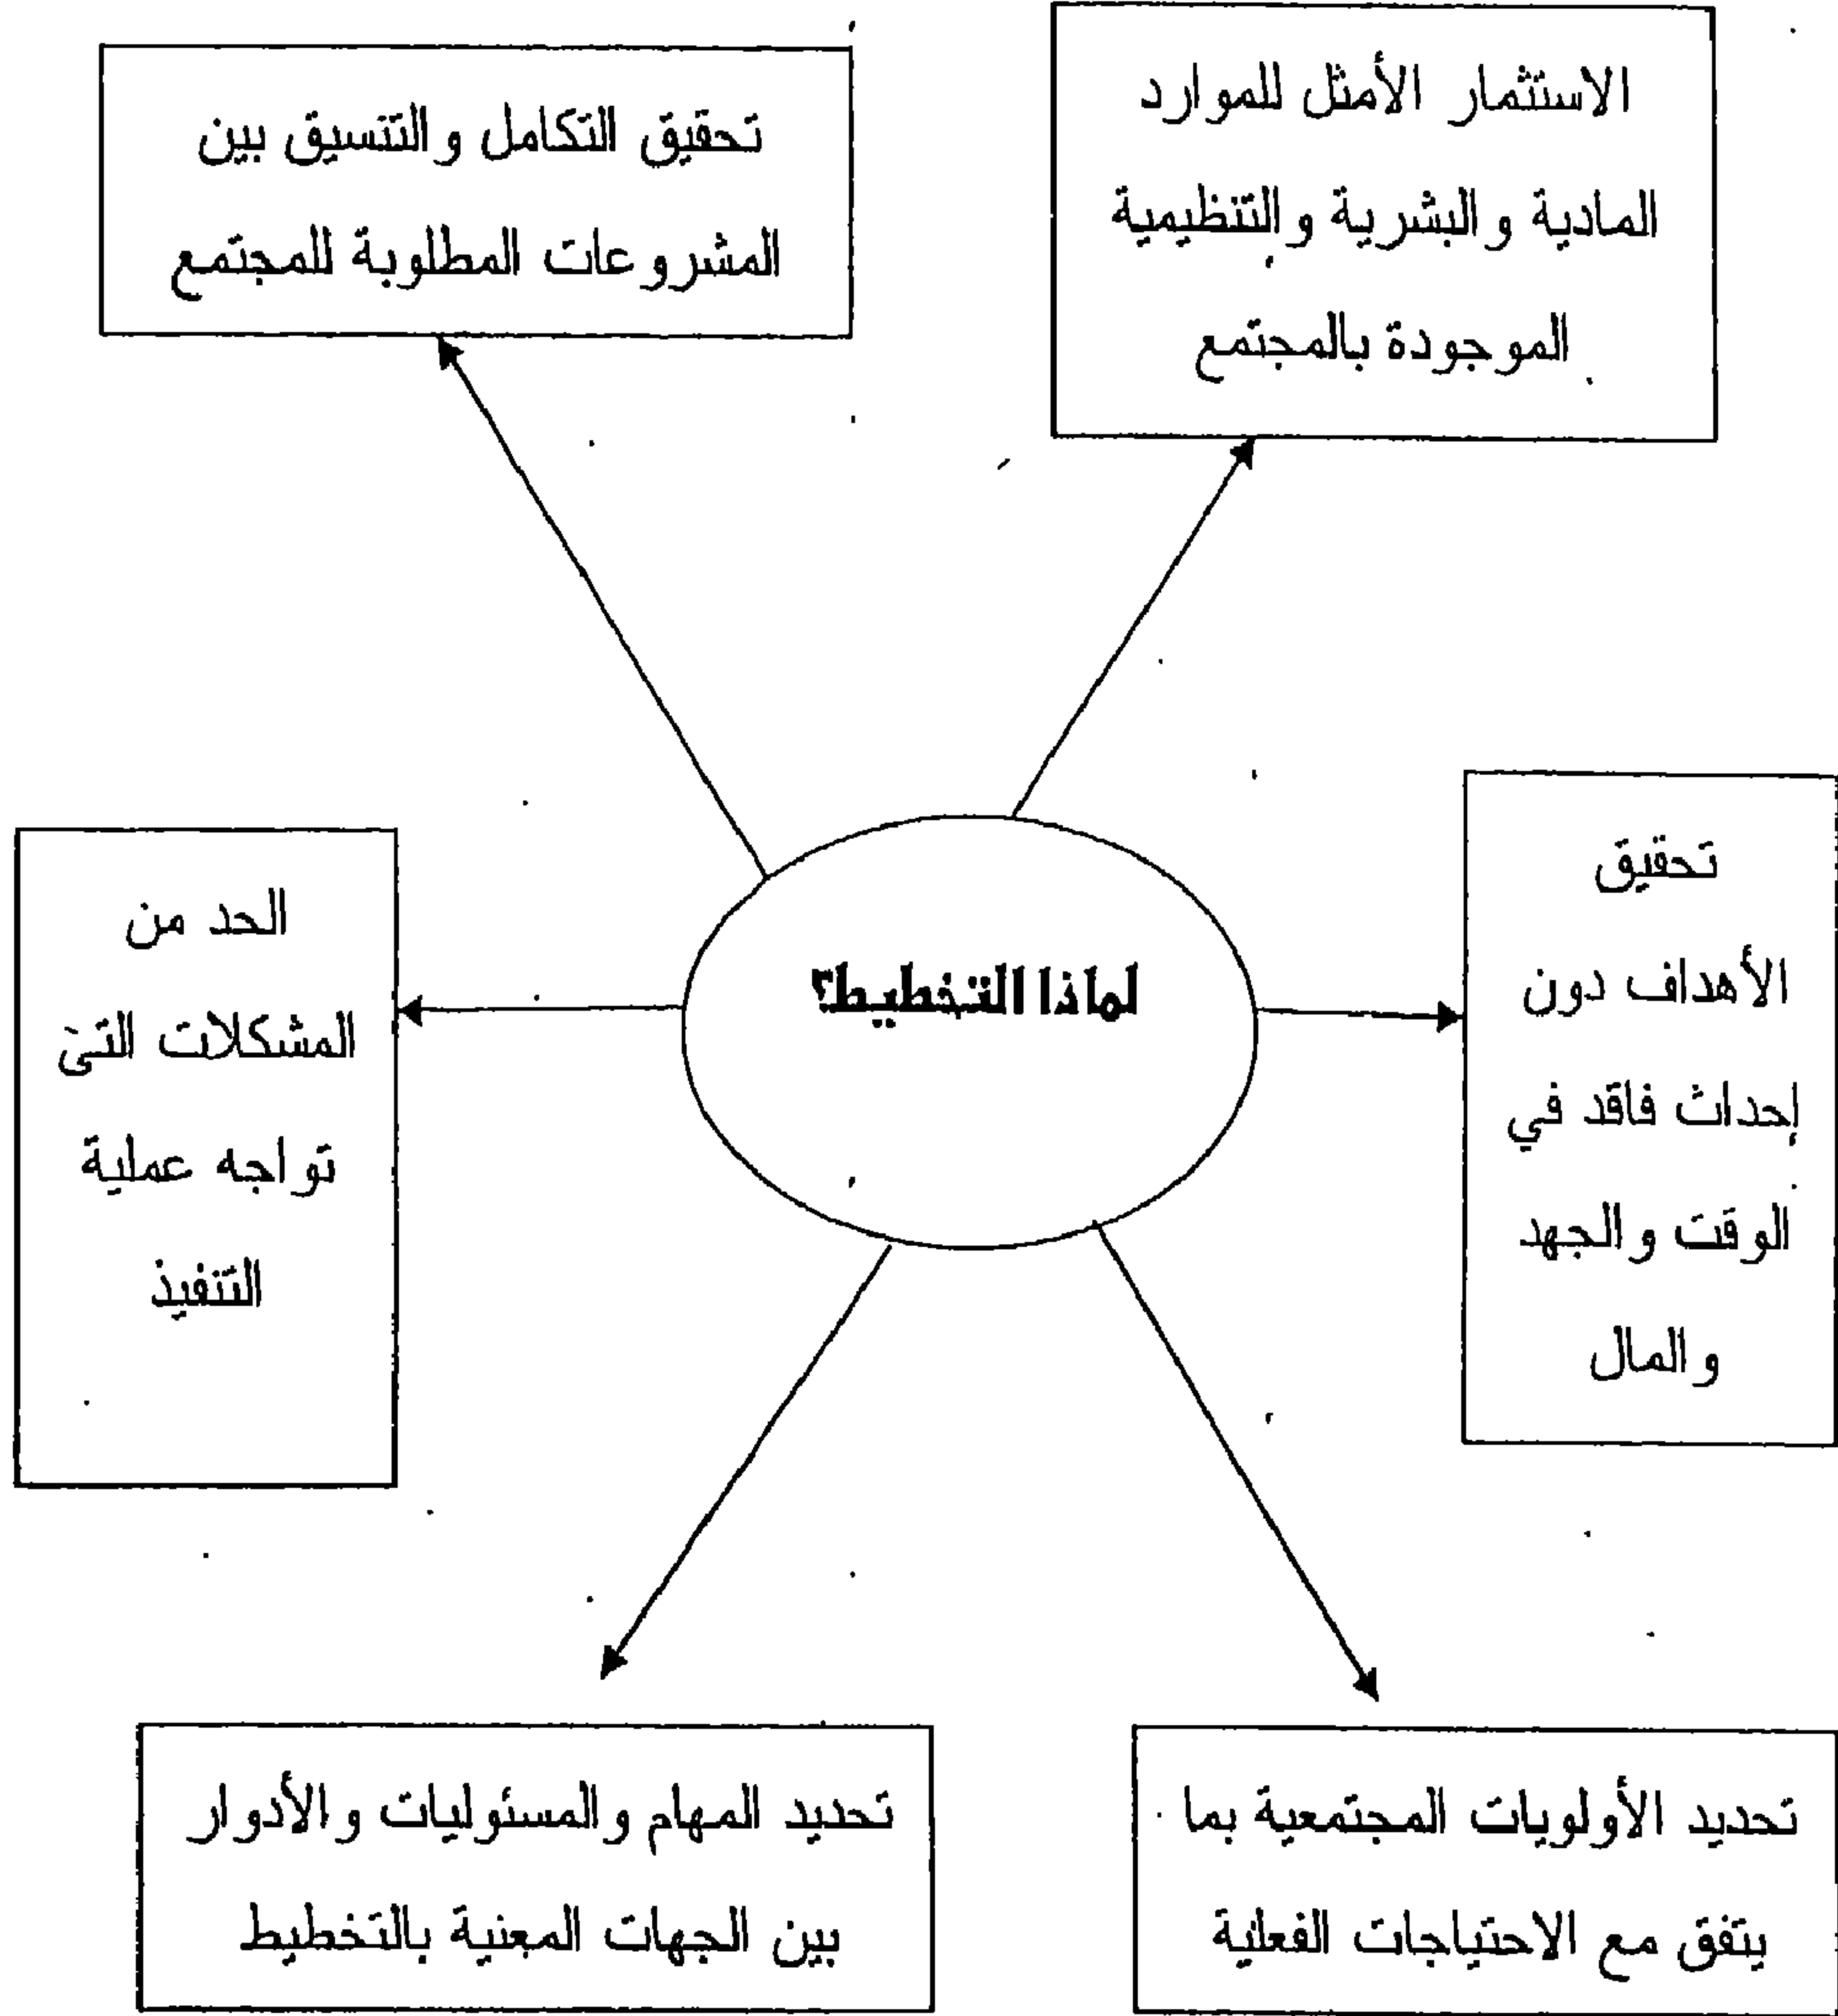 الاستثمار الأمثل للموارد
المادية والبشرية والتنظيمية
الموجودة بالمجتمع
تحقيق التكامل والتنسيق بين
المشروعات المطلوبة للمجتمع
لماذا التخطيط؟
تحقيق
الأهداف دون
إحداث فاقد في
الوقت والجهد
والمال
الحد من
المشكلات التى
تواجه عملية
التنفيذ
تحديد الأولويات المجتمعية بما
يتفق مع الاحتياجات الفعلية
تحديد المهام والمسئوليات والأدوار
بين الجهات المعنية بالتخطيط